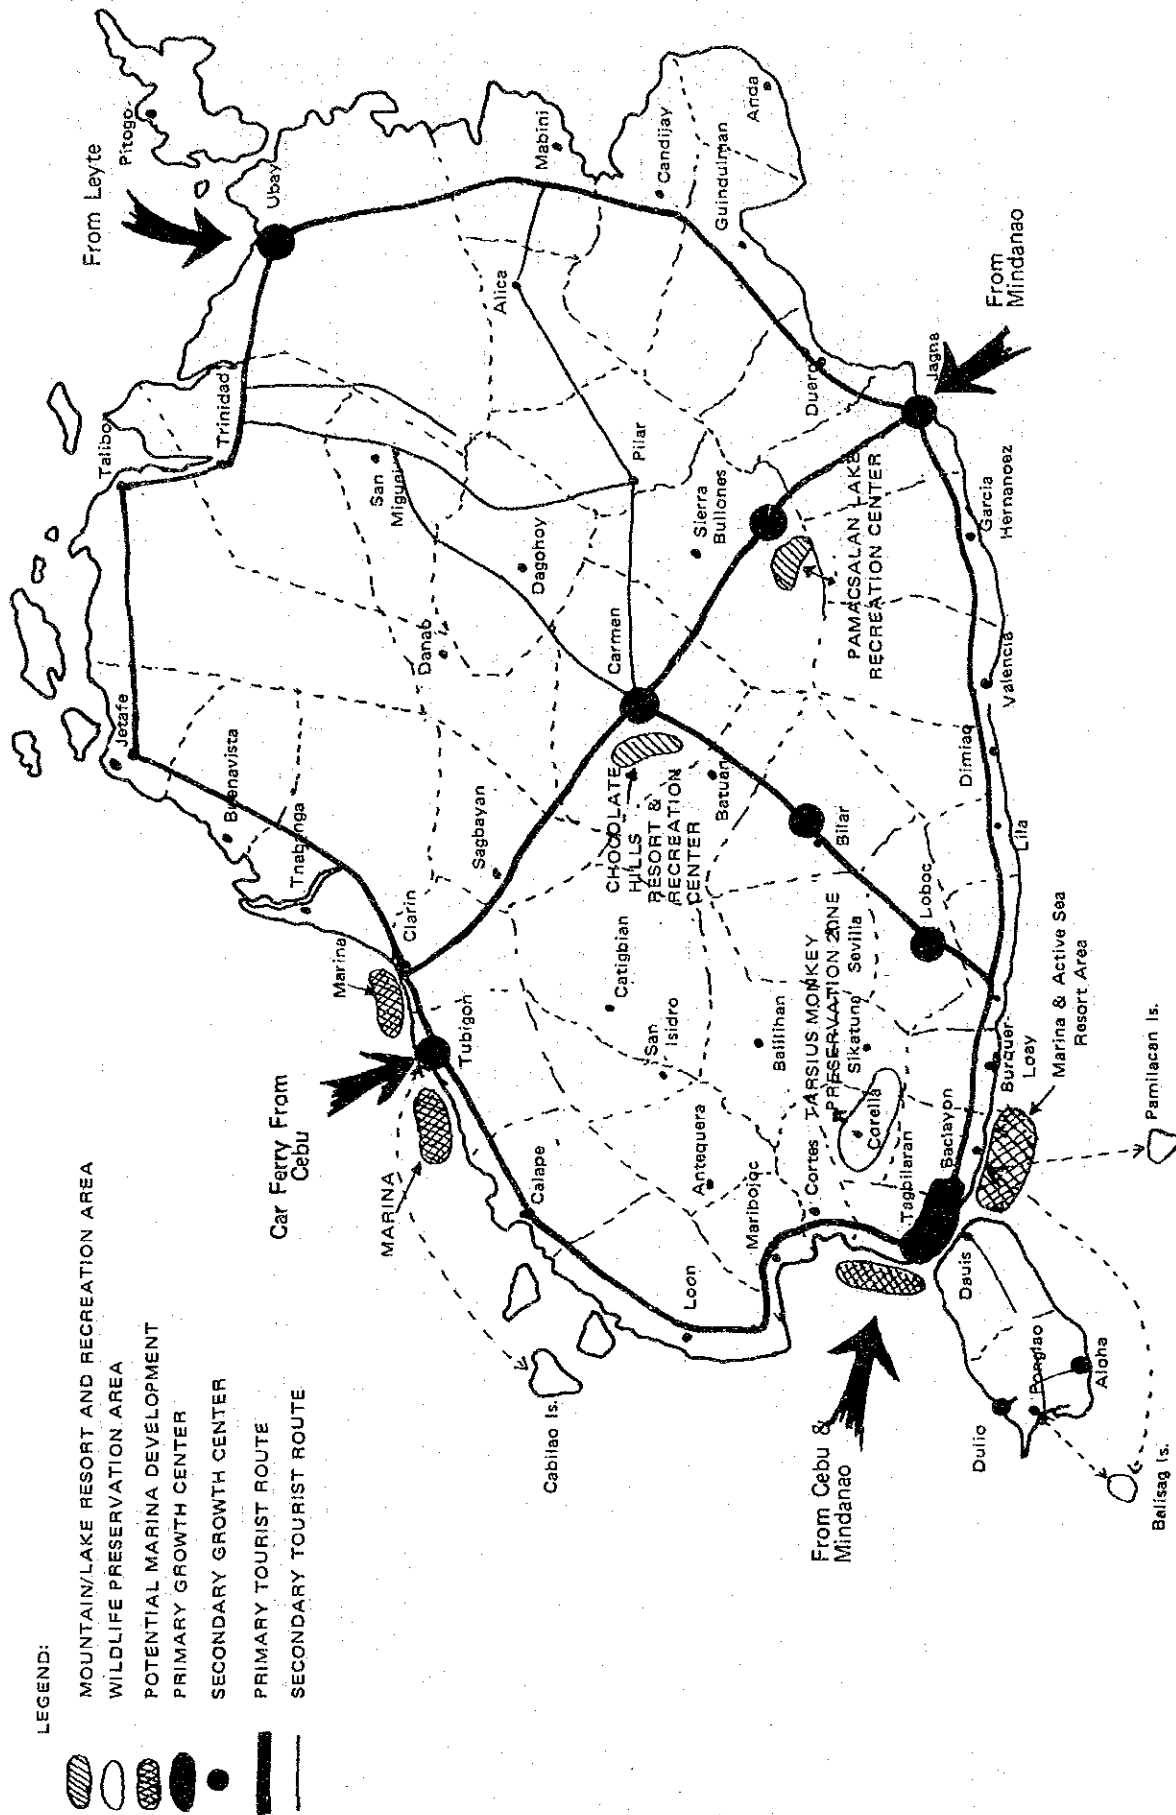 LEGEND:
MOUNTAIN/LAKE RESORT AND RECREATION AREA
WILDLIFE PRESERVATION AREA
POTENTIAL MARINA DEVELOPMENT
PRIMARY GROWTH CENTER
SECONDARY GROWTH CENTER
PRIMARY TOURIST ROUTE
SECONDARY TOURIST ROUTE
From Leyte
Pitogo
Ubay
Talibo
Trinidad
Jetafe
Buenavista
Tnabanga
Clarin
Marina
Tubigon
Car Ferry From
Cebu
MARINA
Calape
Cabilao Is.
Loon
Maribojoc
Antequera
Cortes
San
Isidro
Catigbian
Balilihan
Sagbayan
Danao
San
Miguel
Dagohoy
Carmen
Pilar
Alica
Mabini
Candijay
Guindulman
Anda
From
Mindanao
Jagna
Duero
Sierra
Bullones
PAMACSALAN LAKE
RECREATION CENTER
Garcia
Hernanoez
Valencia
Dimiao
Lila
CHOCOLATE
HILLS
RESORT &
RECREATION
CENTER
Batuan
Bilar
Loboc
Sevilla
Sikatuna
TARSIUS MONKEY
PRESERVATION ZONE
Corella
Tagbilaran
Baclayon
Burquer-
Loay
Marina & Active Sea
Resort Area
Pamilacan Is.
From Cebu &
Mindanao
Dauis
Ponglao
Aloha
Dulio
Balisag Is.